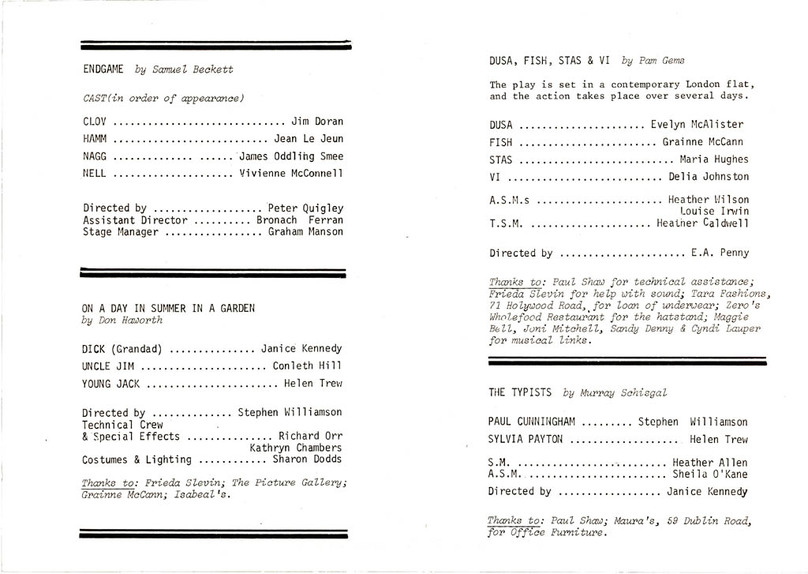 ENDGAME by Samuel Beckett
CAST(in order of appearance)
CLOV .............................. Jim Doran
HAMM ........................... Jean Le Jeun
NAGG .............. ...... James Oddling Smee
NELL ..................... Vivienne McConnell
Directed by ................... Peter Quigley
Assistant Director .......... Bronach Ferran
Stage Manager ................. Graham Manson
ON A DAY IN SUMMER IN A GARDEN
by Don Haworth
DICK (Grandad) ............... Janice Kennedy
UNCLE JIM ...................... Conleth Hill
YOUNG JACK ....................... Helen Trew
Directed by .............. Stephen Williamson
Technical Crew
& Special Effects ............... Richard Orr
Kathryn Chambers
Costumes & Lighting ............ Sharon Dodds
Thanks to: Frieda Slevin; The Picture Gallery;
Grainne McCann; Isabeal's.
DUSA, FISH, STAS & VI by Pam Gems
The play is set in a contemporary London flat,
and the action takes place over several days.
DUSA ...................... Evelyn McAlister
FISH ......................... Grainne McCann
STAS ........................... Maria Hughes
VI ........................... Delia Johnston
A.S.M.s ....................... Heather Wilson
Louise Irwin
T.S.M. ..................... Heather Caldwell
Directed by ...................... E.A. Penny
Thanks to: Paul Shaw for technical assistance;
Frieda Slevin for help with sound; Tara Fashions,
71 Holywood Road, for loan of underwear; Zero's
Wholefood Restaurant for the hatstand; Maggie
Bell, Joni Mitchell, Sandy Denny & Cyndi Lauper
for musical links.
THE TYPISTS by Murray Schisgal
PAUL CUNNINGHAM ......... Stephen Williamson
SYLVIA PAYTON ................... Helen Trew
S.M. .......................... Heather Allen
A.S.M. ........................ Sheila O'Kane
Directed by .................. Janice Kennedy
Thanks to: Paul Shaw; Maura's, 59 Dublin Road,
for Office Furniture.